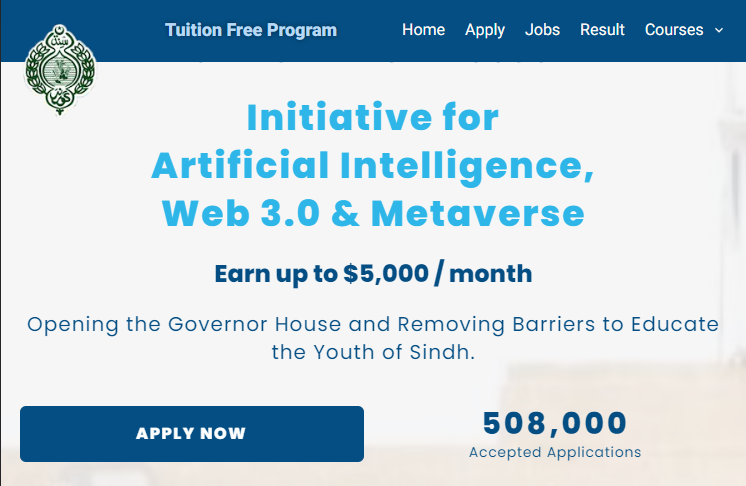 Tuition Free Program
Home Apply Jobs Result Courses
Initiative for
Artificial Intelligence,
Web 3.0 & Metaverse
Earn up to $5,000 / month
Opening the Governor House and Removing Barriers to Educate
the Youth of Sindh.
APPLY NOW
508,000
Accepted Applications